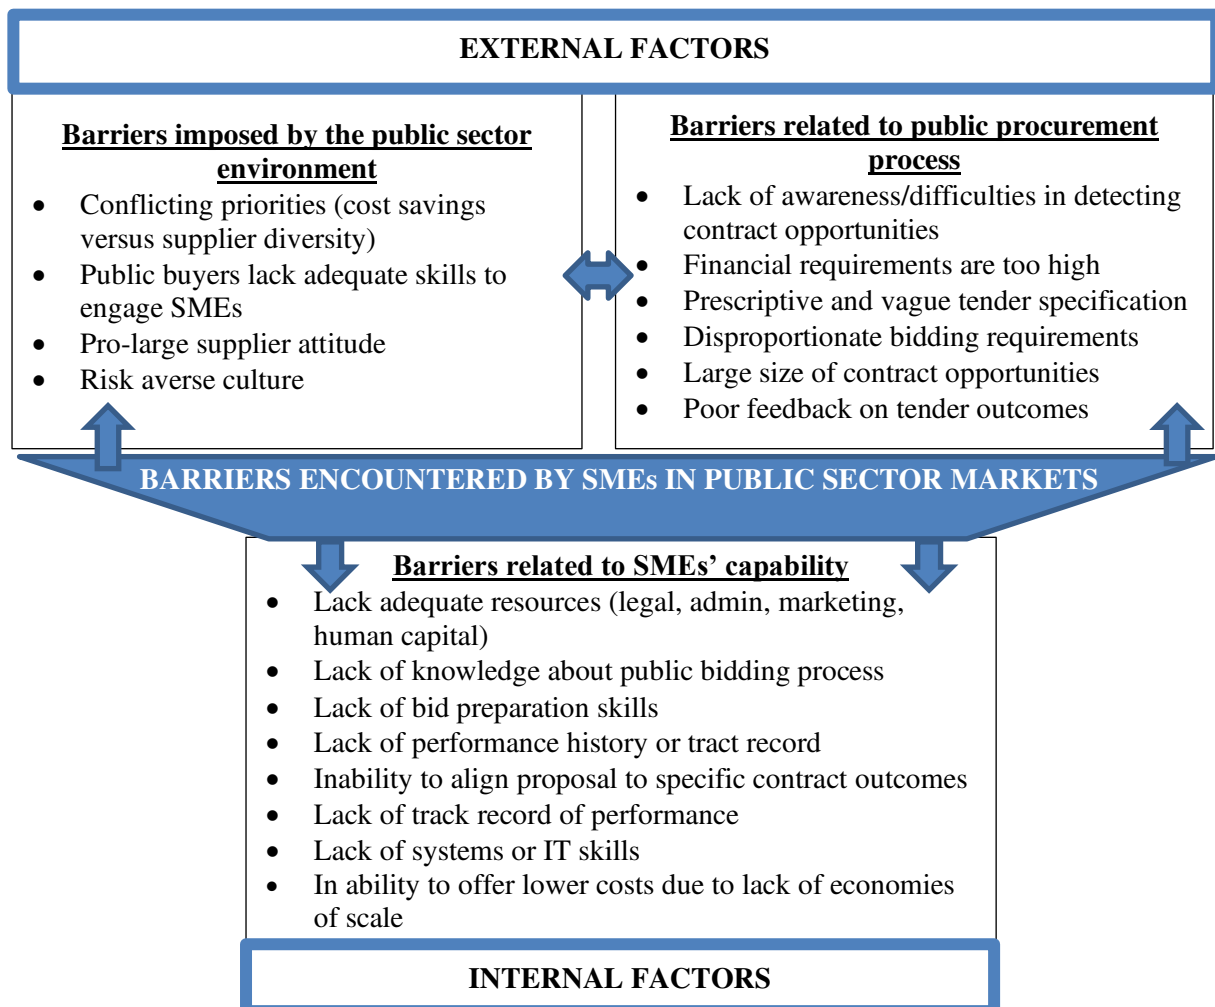 EXTERNAL FACTORS
Barriers imposed by the public sector
environment
• Conflicting priorities (cost savings
versus supplier diversity)
• Public buyers lack adequate skills to
engage SMEs
• Pro-large supplier attitude
• Risk averse culture
Barriers related to public procurement
process
• Lack of awareness/difficulties in detecting
contract opportunities
• Financial requirements are too high
• Prescriptive and vague tender specification
• Disproportionate bidding requirements
• Large size of contract opportunities
• Poor feedback on tender outcomes
BARRIERS ENCOUNTERED BY SMEs IN PUBLIC SECTOR MARKETS
Barriers related to SMEs’ capability
• Lack adequate resources (legal, admin, marketing,
human capital)
• Lack of knowledge about public bidding process
• Lack of bid preparation skills
• Lack of performance history or tract record
• Inability to align proposal to specific contract outcomes
• Lack of track record of performance
• Lack of systems or IT skills
• In ability to offer lower costs due to lack of economies
of scale
INTERNAL FACTORS